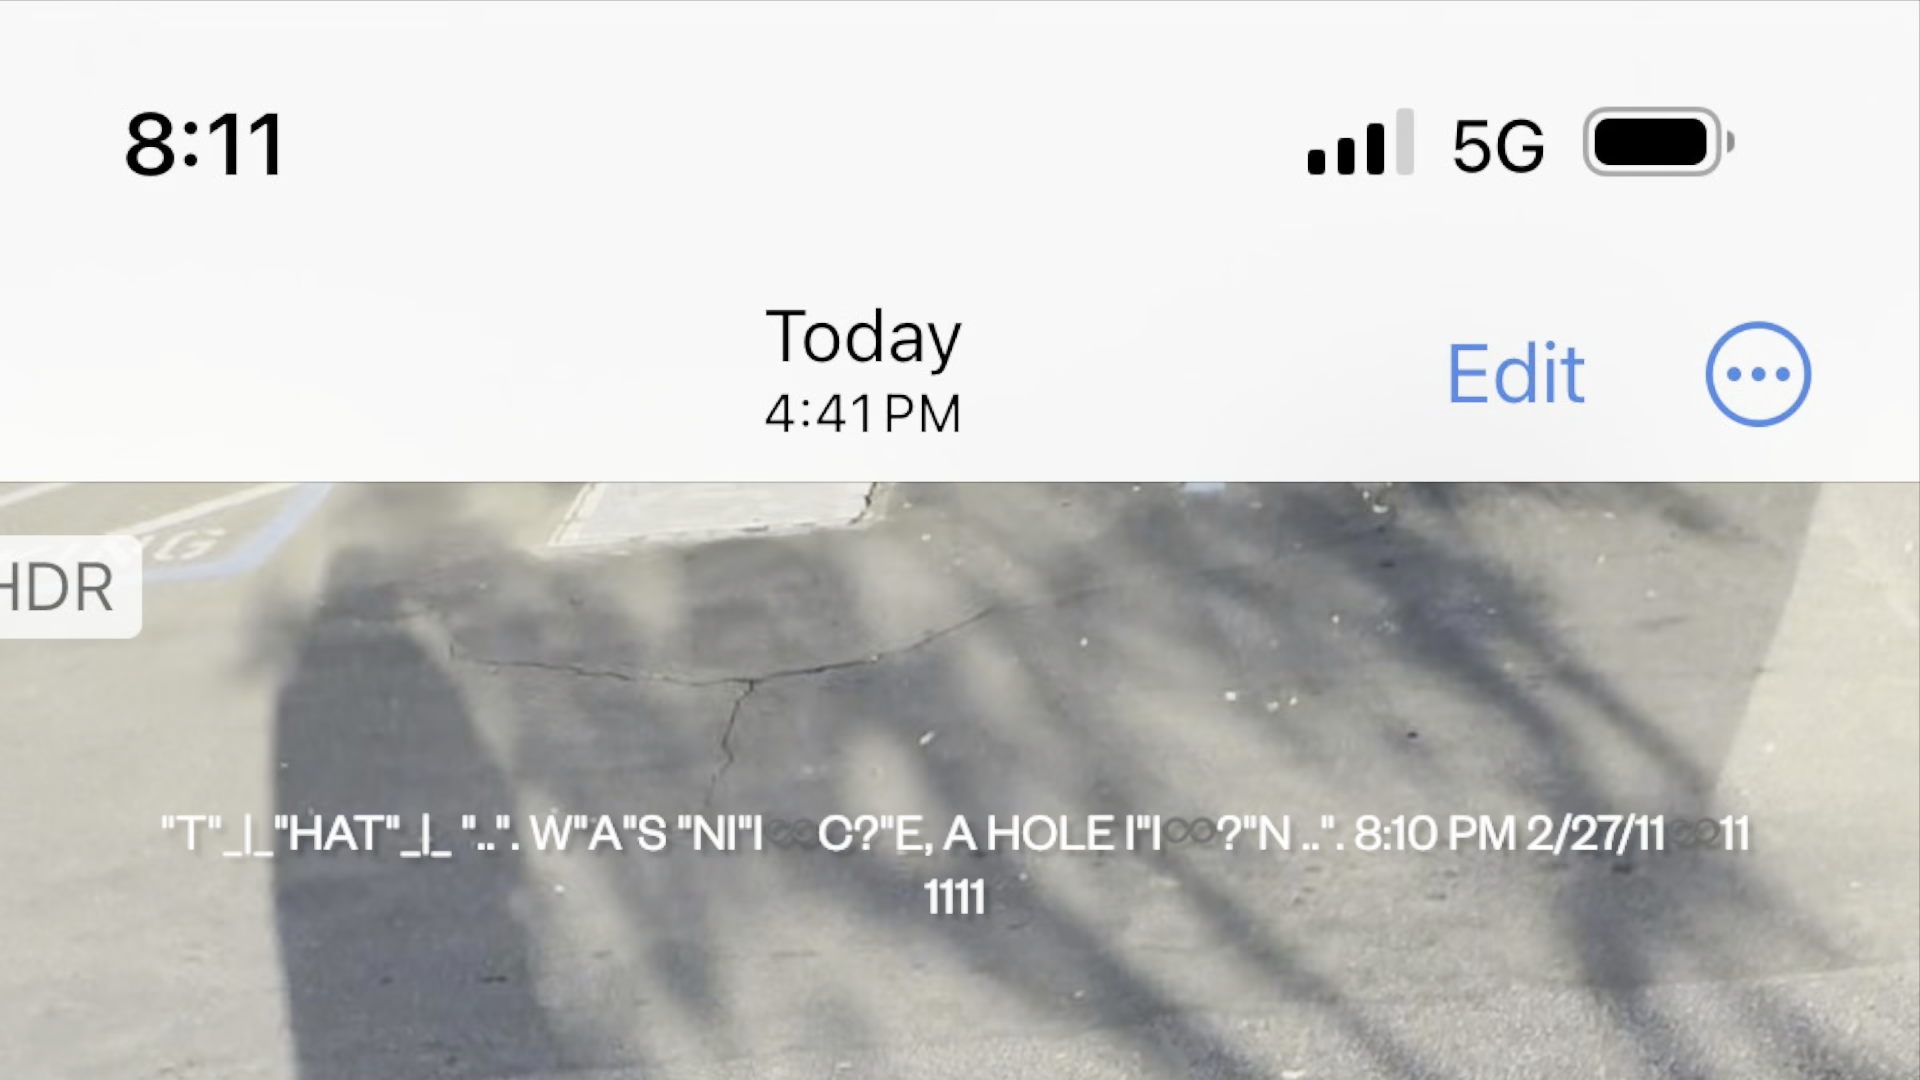 8:11 5G
Today
4:41 PM
Edit
HDR
"T"_|_"HAT"_|_ "..". W"A"S "NI"I♾️C?"E, A HOLE I"I♾️?"N ..". 8:10 PM 2/27/11♾️11
1111